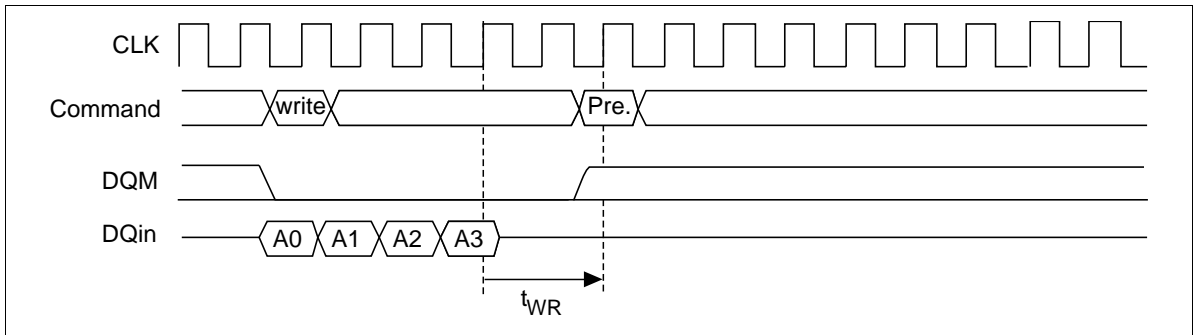 CLK
Command write Pre.
DQM
DQin A0 A1 A2 A3
tWR